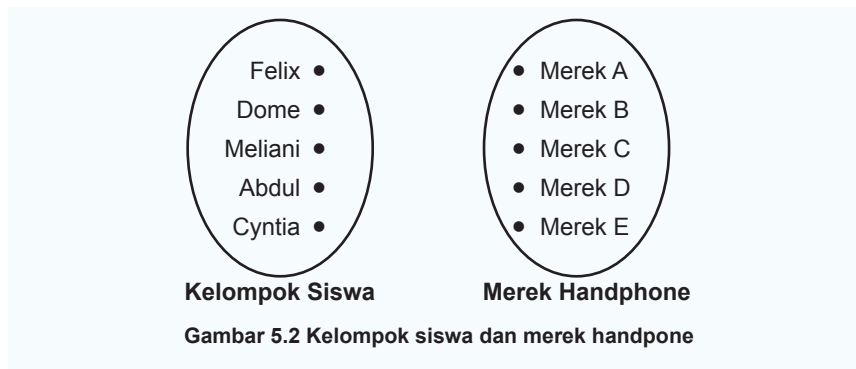 Felix ● ● Merek A
Dome ● ● Merek B
Meliani ● ● Merek C
Abdul ● ● Merek D
Cyntia ● ● Merek E
Kelompok Siswa Merek Handphone
Gambar 5.2 Kelompok siswa dan merek handpone